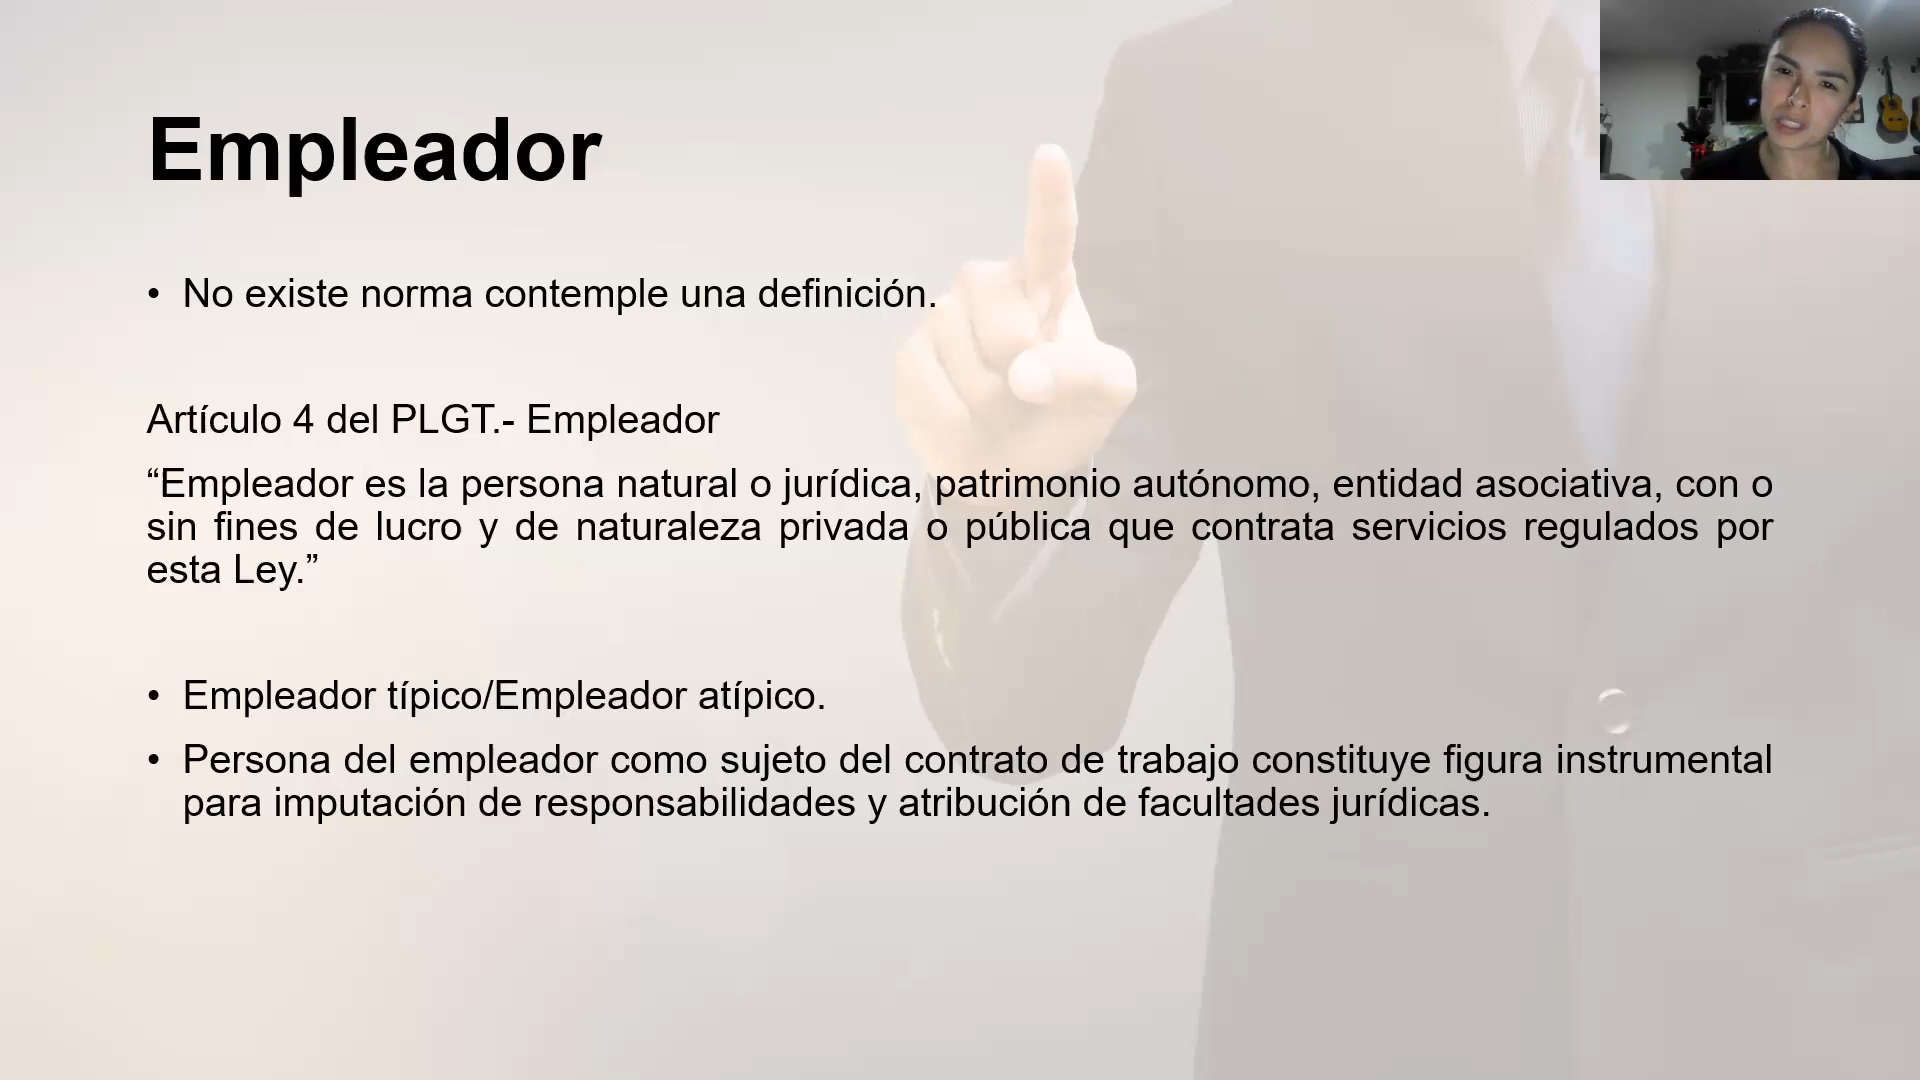 Empleador
• No existe norma contemple una definición.
Artículo 4 del PLGT.- Empleador
“Empleador es la persona natural o jurídica, patrimonio autónomo, entidad asociativa, con o
sin fines de lucro y de naturaleza privada o pública que contrata servicios regulados por
esta Ley.”
• Empleador típico/Empleador atípico.
• Persona del empleador como sujeto del contrato de trabajo constituye figura instrumental
para imputación de responsabilidades y atribución de facultades jurídicas.